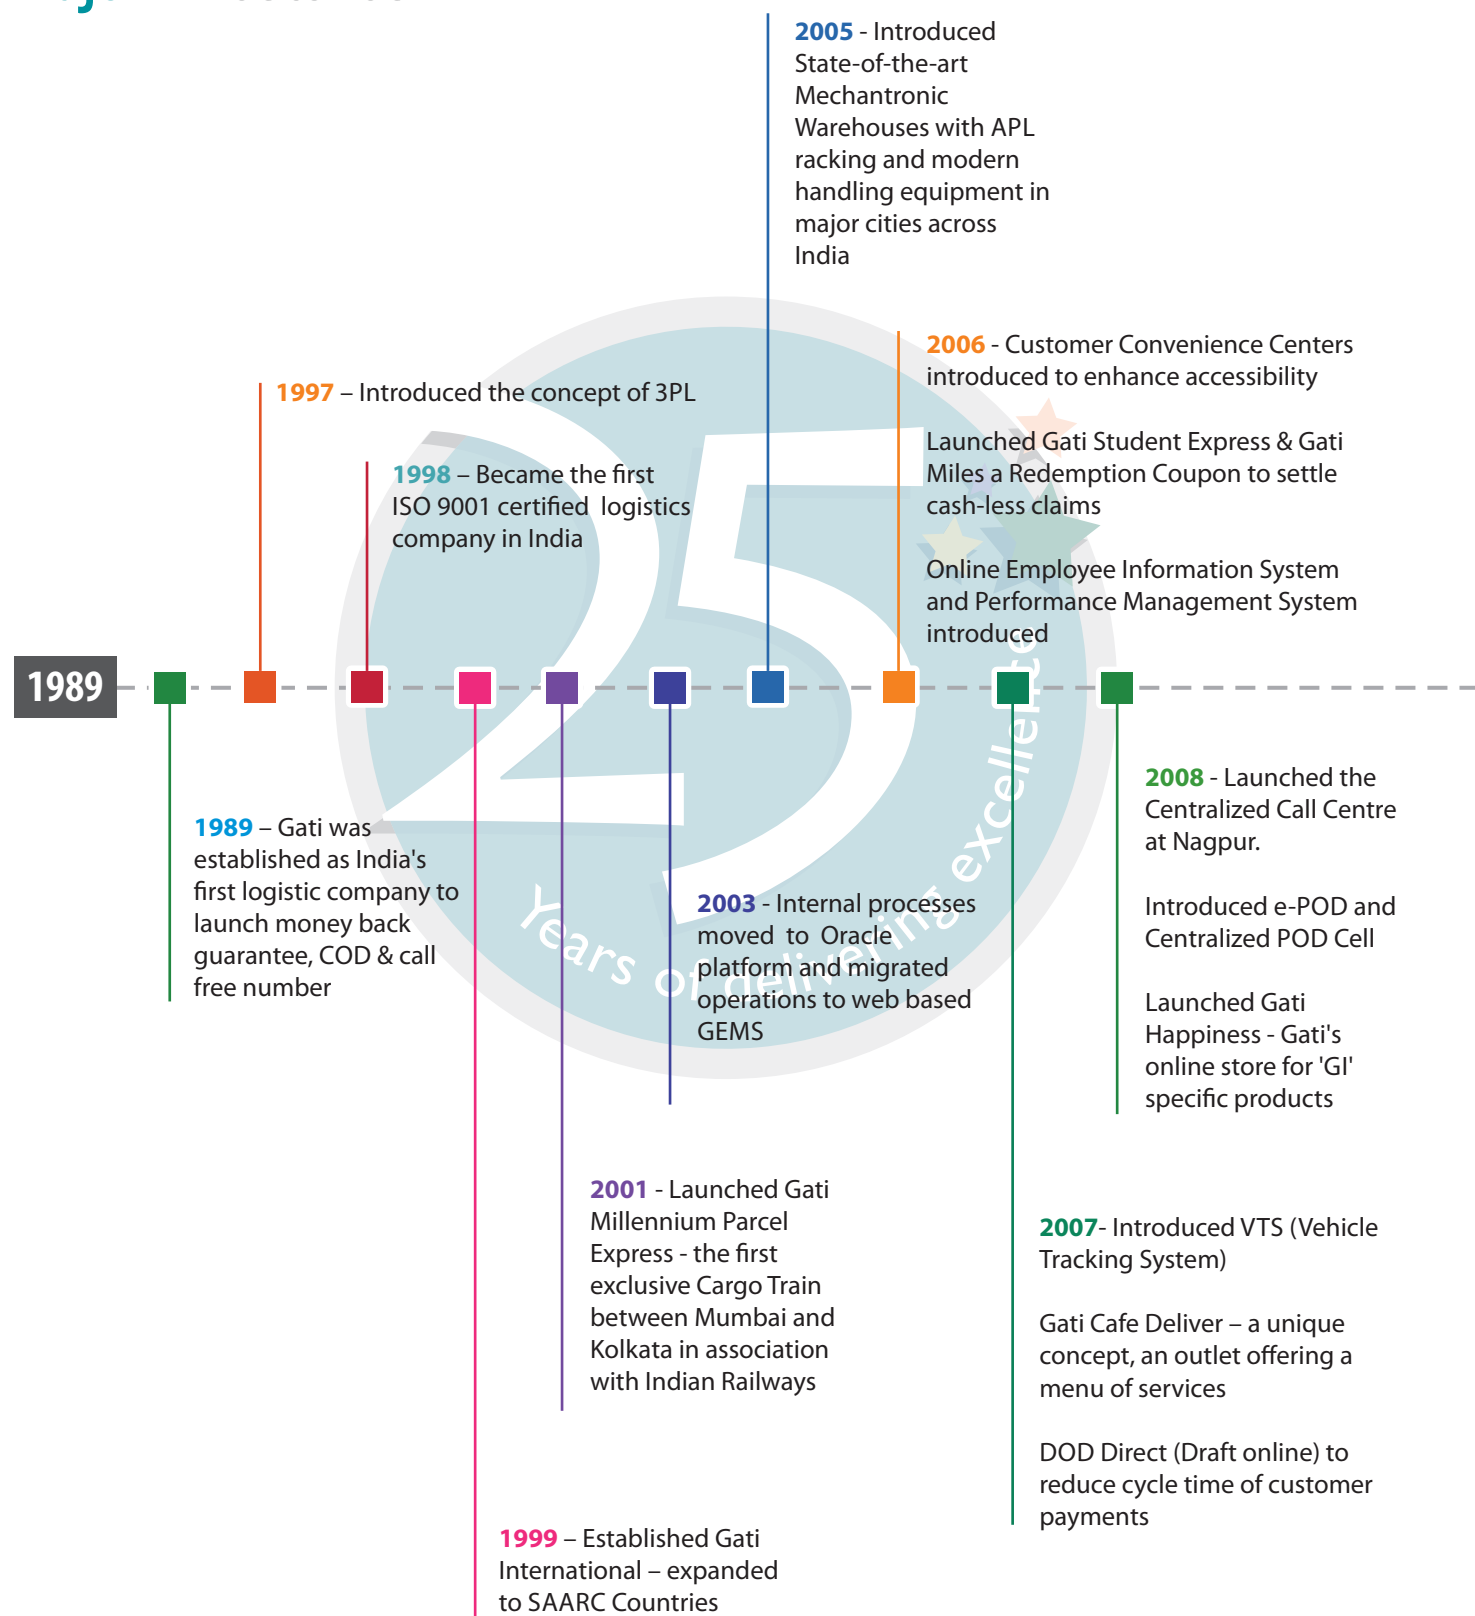 2005 - Introduced
State-of-the-art
Mechantronic
Warehouses with APL
racking and modern
handling equipment in
major cities across
India
2006 - Customer Convenience Centers
introduced to enhance accessibility
Launched Gati Student Express & Gati
Miles a Redemption Coupon to settle
cash-less claims
Online Employee Information System
and Performance Management System
introduced
1997 – Introduced the concept of 3PL
1998 – Became the first
ISO 9001 certified logistics
company in India
25
Years of delivering excellence
1989
1989 – Gati was
established as India's
first logistic company to
launch money back
guarantee, COD & call
free number
2003 - Internal processes
moved to Oracle
platform and migrated
operations to web based
GEMS
2008 - Launched the
Centralized Call Centre
at Nagpur.
Introduced e-POD and
Centralized POD Cell
Launched Gati
Happiness - Gati's
online store for 'GI'
specific products
2001 - Launched Gati
Millennium Parcel
Express - the first
exclusive Cargo Train
between Mumbai and
Kolkata in association
with Indian Railways
2007- Introduced VTS (Vehicle
Tracking System)
Gati Cafe Deliver – a unique
concept, an outlet offering a
menu of services
DOD Direct (Draft online) to
reduce cycle time of customer
payments
1999 – Established Gati
International – expanded
to SAARC Countries